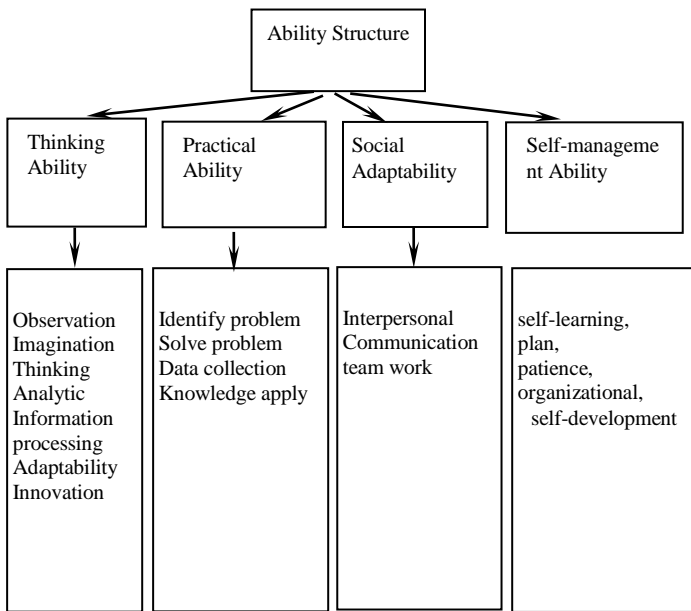 Ability Structure
Thinking
Ability
Practical
Ability
Social
Adaptability
Self-manageme
nt Ability
Observation
Imagination
Thinking
Analytic
Information
processing
Adaptability
Innovation
Identify problem
Solve problem
Data collection
Knowledge apply
Interpersonal
Communication
team work
self-learning,
plan,
patience,
organizational,
self-development